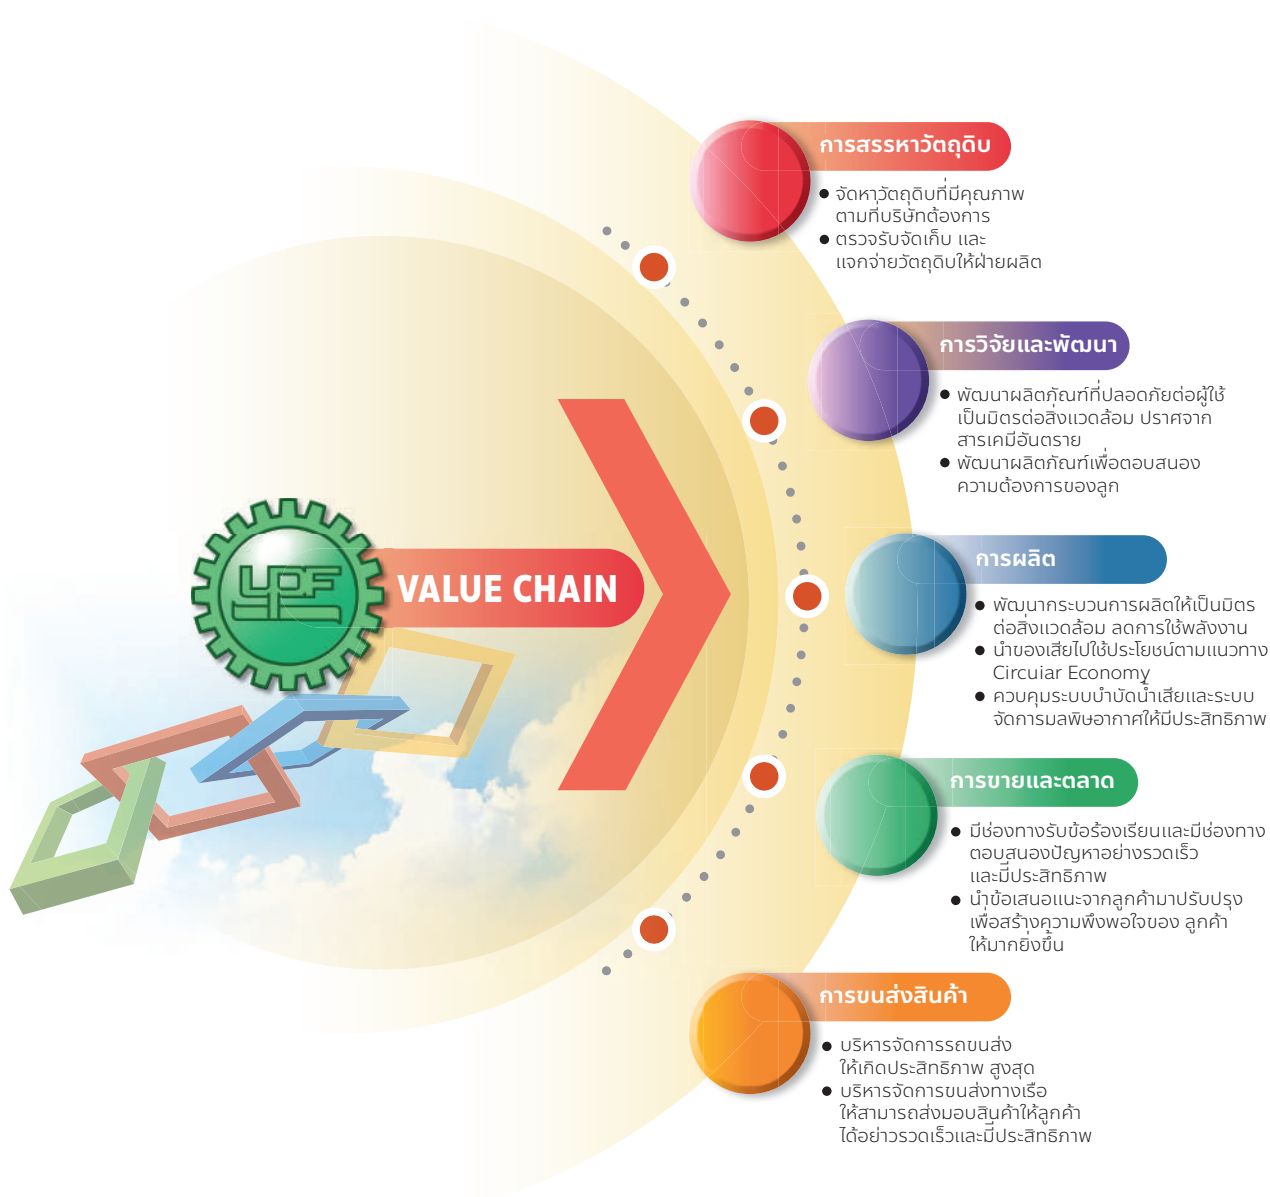 การสรรหาวัตถุดิบ
จัดหาวัตถุดิบที่มีคุณภาพ
ตามที่บริษัทต้องการ
ตรวจรับจัดเก็บ และ
แจกจ่ายวัตถุดิบให้ฝ่ายผลิต
การวิจัยและพัฒนา
พัฒนาผลิตภัณฑ์ที่ปลอดภัยต่อผู้ใช้
เป็นมิตรต่อสิ่งแวดล้อม ปราศจาก
สารเคมีอันตราย
พัฒนาผลิตภัณฑ์เพื่อตอบสนอง
ความต้องการของลูก
UPF
VALUE CHAIN
การผลิต
พัฒนากระบวนการผลิตให้เป็นมิตร
ต่อสิ่งแวดล้อม ลดการใช้พลังงาน
นำของเสียไปใช้ประโยชน์ตามแนวทาง
Circuiar Economy
ควบคุมระบบบำบัดน้ำเสียและระบบ
จัดการมลพิษอากาศให้มีประสิทธิภาพ
การขายและตลาด
มีช่องทางรับข้อร้องเรียนและมีช่องทาง
ตอบสนองปัญหาอย่างรวดเร็ว
และมีประสิทธิภาพ
นำข้อเสนอแนะจากลูกค้ามาปรับปรุง
เพื่อสร้างความพึงพอใจของ ลูกค้า
ให้มากยิ่งขึ้น
การขนส่งสินค้า
บริหารจัดการรถขนส่ง
ให้เกิดประสิทธิภาพ สูงสุด
บริหารจัดการขนส่งทางเรือ
ให้สามารถส่งมอบสินค้าให้ลูกค้า
ได้อย่าวรวดเร็วและมีประสิทธิภาพ